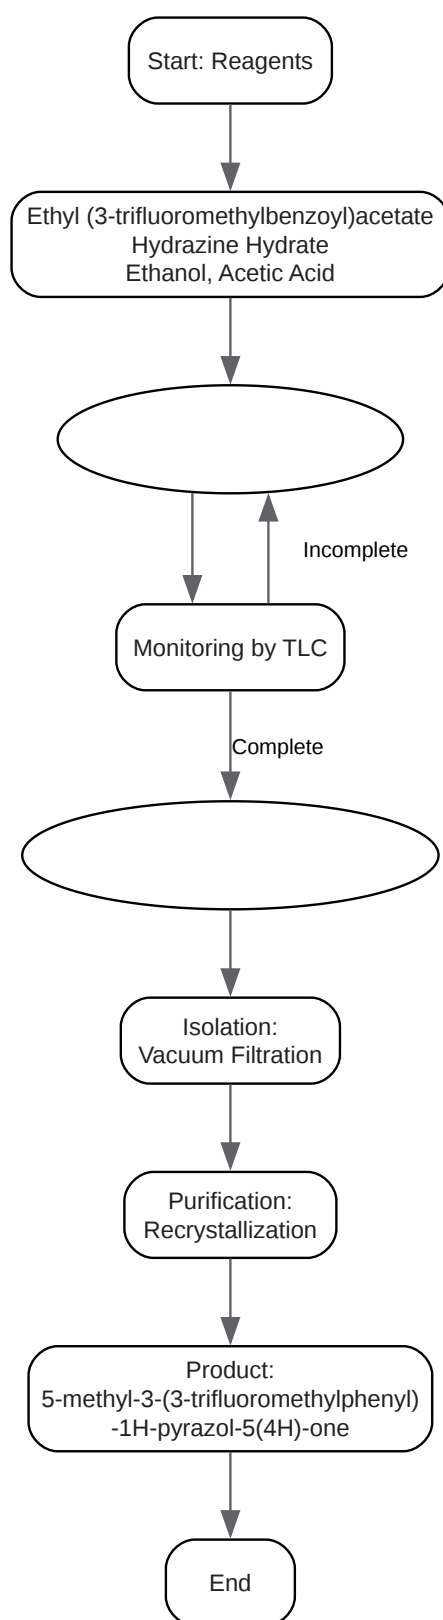 Start: Reagents
Ethyl (3-trifluoromethylbenzoyl)acetate
Hydrazine Hydrate
Ethanol, Acetic Acid
Incomplete
Monitoring by TLC
Complete
Isolation:
Vacuum Filtration
Purification:
Recrystallization
Product:
5-methyl-3-(3-trifluoromethylphenyl)
-1H-pyrazol-5(4H)-one
End